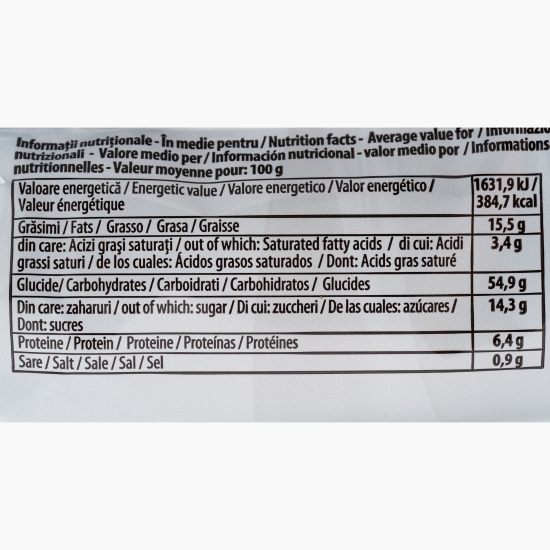 Informații nutriționale - În medie pentru / Nutrition facts - Average value for /
nutrizionali - Valore medio per / Información nutricional - valor medio por / Informations
nutritionnelles - Valeur moyenne pour: 100 g
Valoare energetică / Energetic value / Valore energetico / Valor energético / 1631,9 kJ /
Valeur énergétique 384,7 kcal
Grăsimi / Fats / Grasso / Grasa / Graisse 15,5 g
din care: Acizi grași saturați / out of which: Saturated fatty acids / di cui: Acidi 3,4 g
grassi saturi / de los cuales: Ácidos grasos saturados / Dont: Acids gras saturé
Glucide/ Carbohydrates / Carboidrati / Carbohidratos / Glucides 54,9 g
Din care: zaharuri / out of which: sugar / Di cui: zuccheri / De las cuales: azúcares / 14,3 g
Dont: sucres
Proteine / Protein / Proteine / Proteínas / Protéines 6,4 g
Sare / Salt / Sale / Sal / Sel 0,9 g